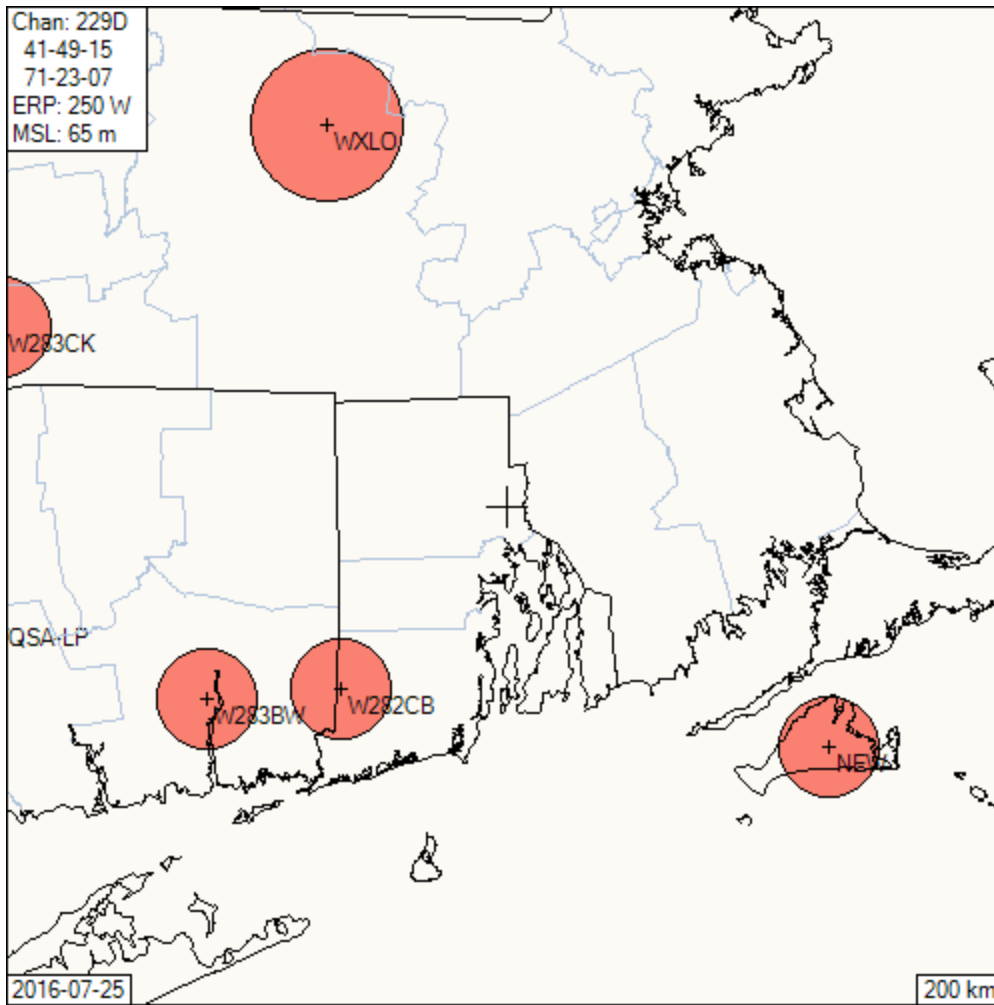 Chan: 229D
41-49-15
71-23-07
ERP: 250 W
MSL: 65 m
WXLO
W283CK
QSA-LP
W283BW
W282CB
NEW
2016-07-25
200 km